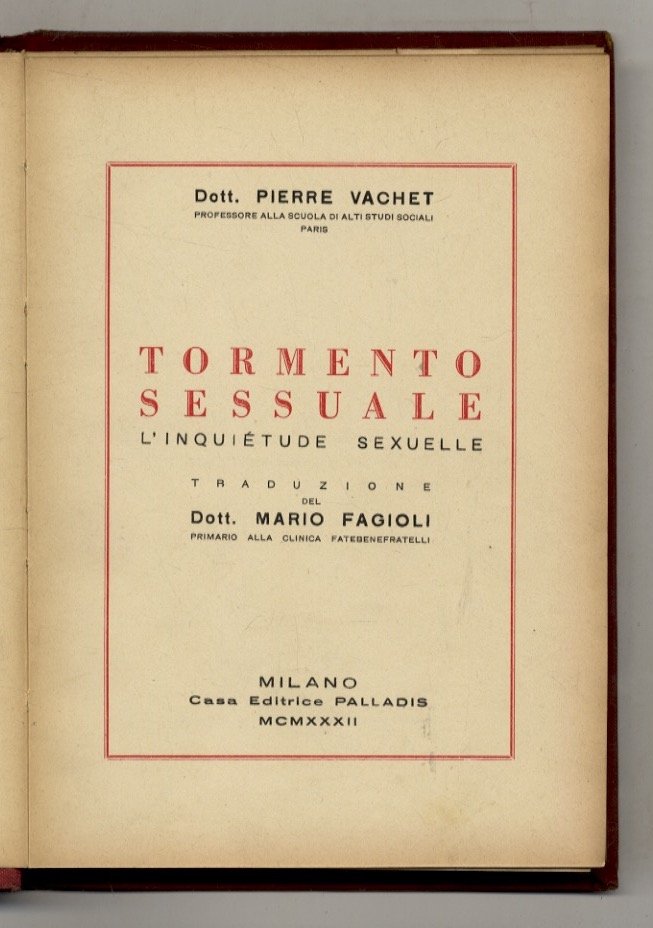 Dott. PIERRE VACHET
PROFESSORE ALLA SCUOLA DI ALTI STUDI SOCIALI
PARIS
TORMENTO
SESSUALE
L'INQUIÉTUDE SEXUELLE
TRADUZIONE
DEL
Dott. MARIO FAGIOLI
PRIMARIO ALLA CLINICA FATEBENEFRATELLI
MILANO
Casa Editrice PALLADIS
MCMXXXII